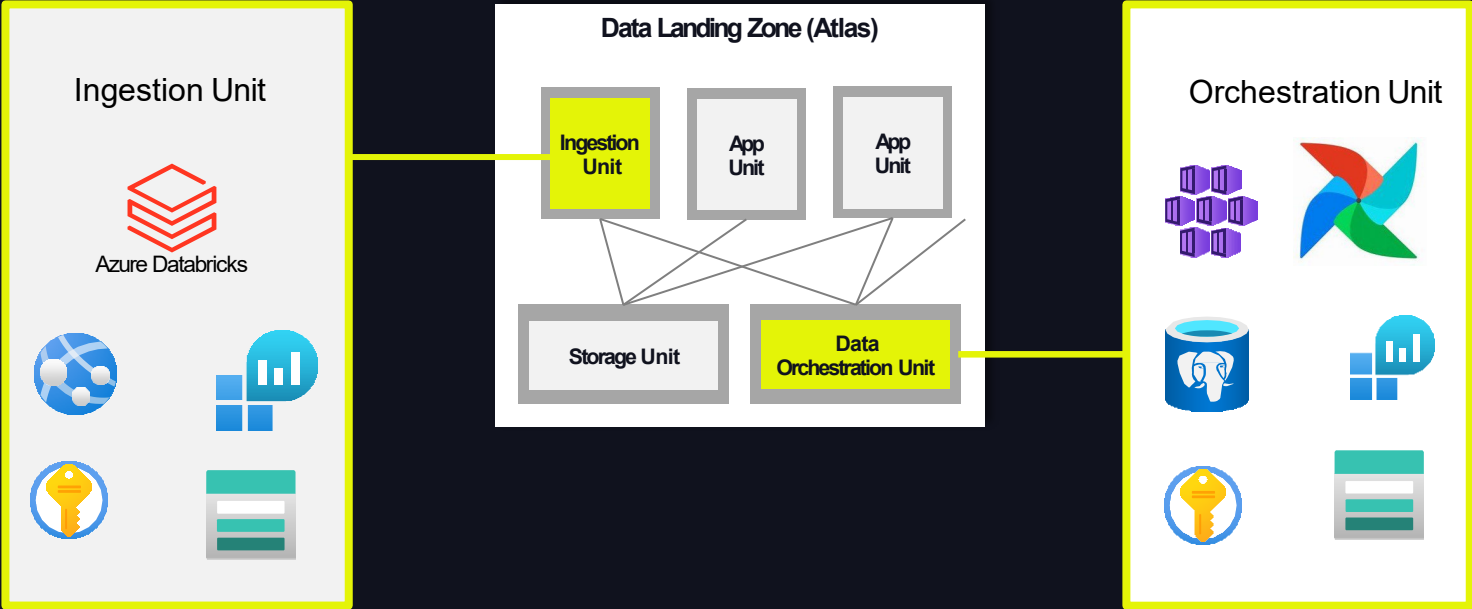 Ingestion Unit
Azure Databricks
Data Landing Zone (Atlas)
Ingestion
Unit
App
Unit
App
Unit
Storage Unit
Data
Orchestration Unit
Orchestration Unit